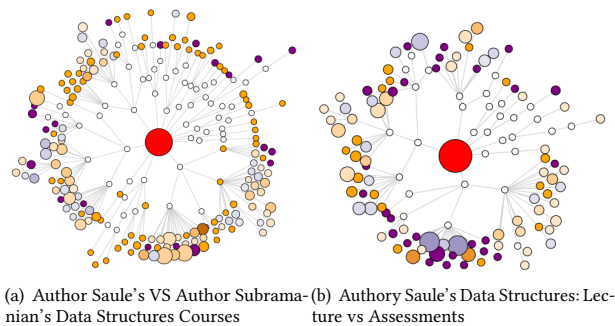 (a) Author Saule's VS Author Subrama-
nian's Data Structures Courses
(b) Authory Saule's Data Structures: Lec-
ture vs Assessments